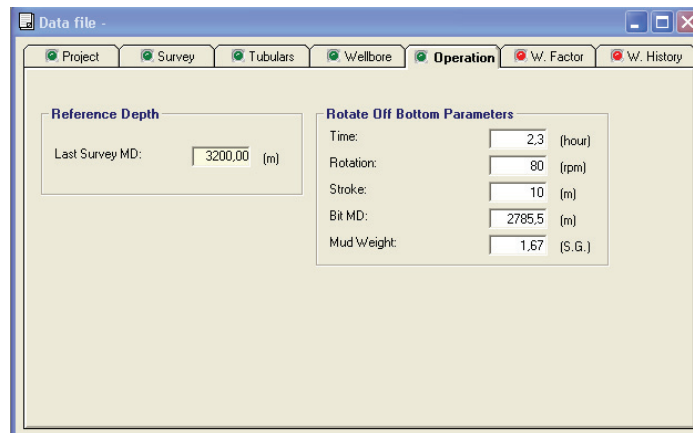 Data file -
Project Survey Tubulars Wellbore Operation W. Factor W. History
Reference Depth
Last Survey MD: 3200,00 (m)
Rotate Off Bottom Parameters
Time: 2,3 (hour)
Rotation: 80 (rpm)
Stroke: 10 (m)
Bit MD: 2785,5 (m)
Mud Weight: 1,67 (S.G.)